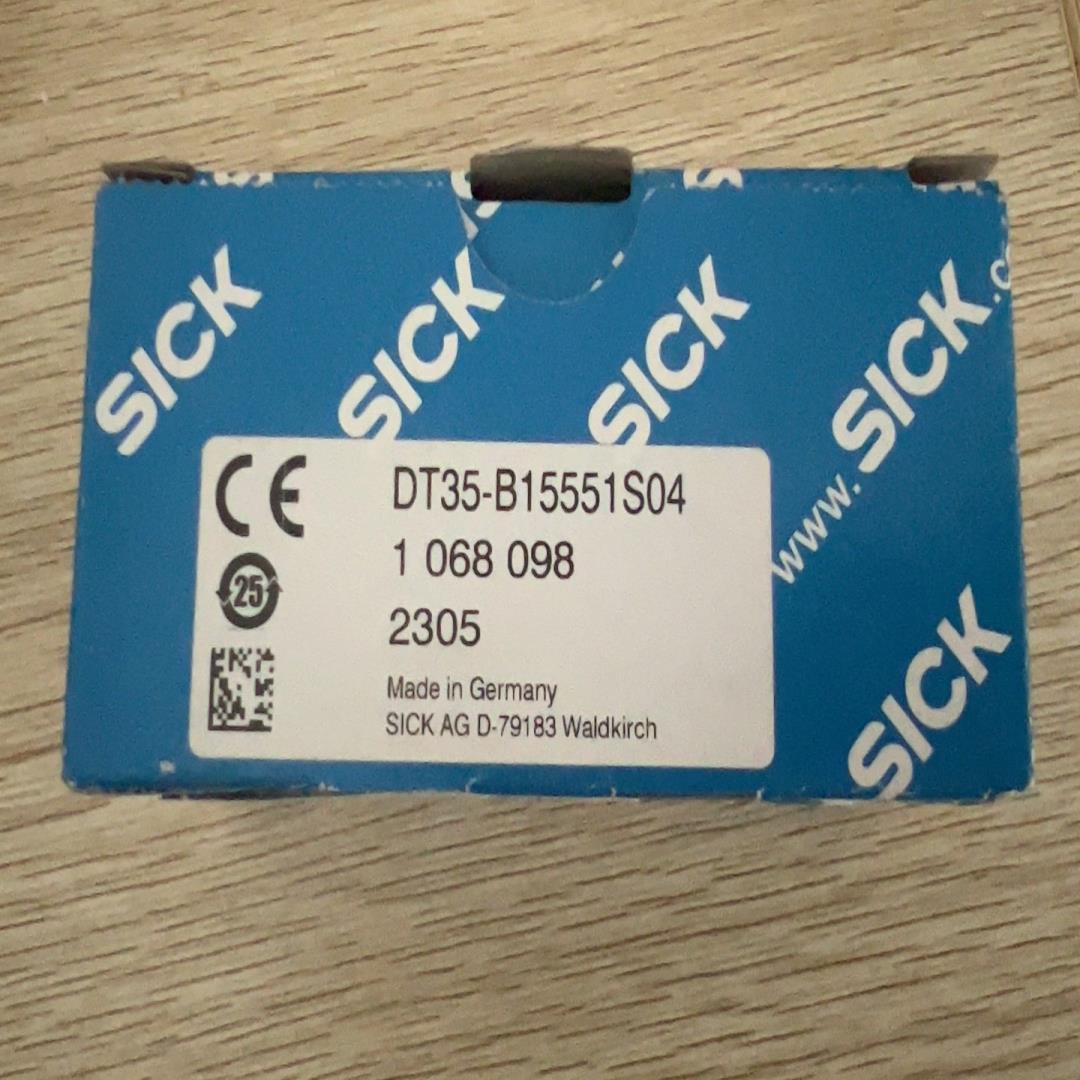 SICK
SICK
SICK
www.SICK.c
SICK
CE
25
DT35-B15551S04
1 068 098
2305
Made in Germany
SICK AG D-79183 Waldkirch